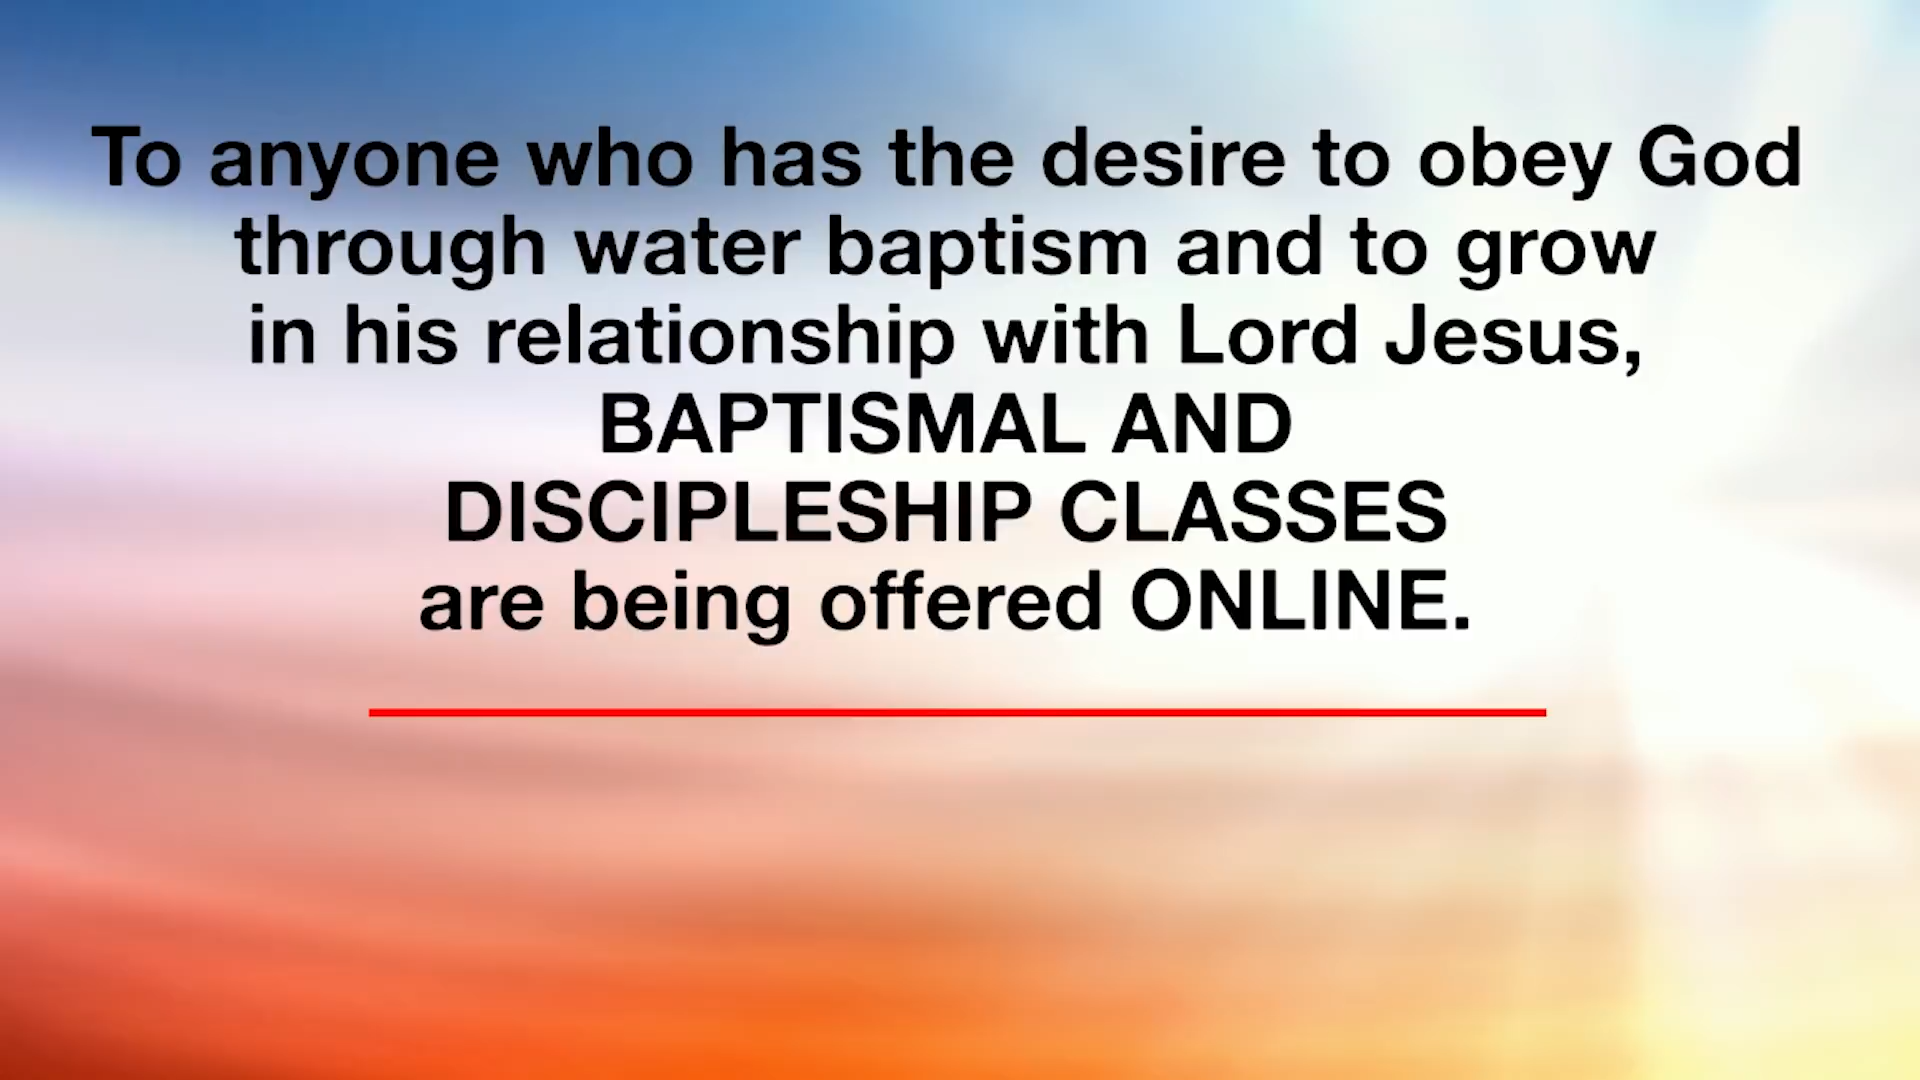 To anyone who has the desire to obey God
through water baptism and to grow
in his relationship with Lord Jesus,
BAPTISMAL AND
DISCIPLESHIP CLASSES
are being offered ONLINE.